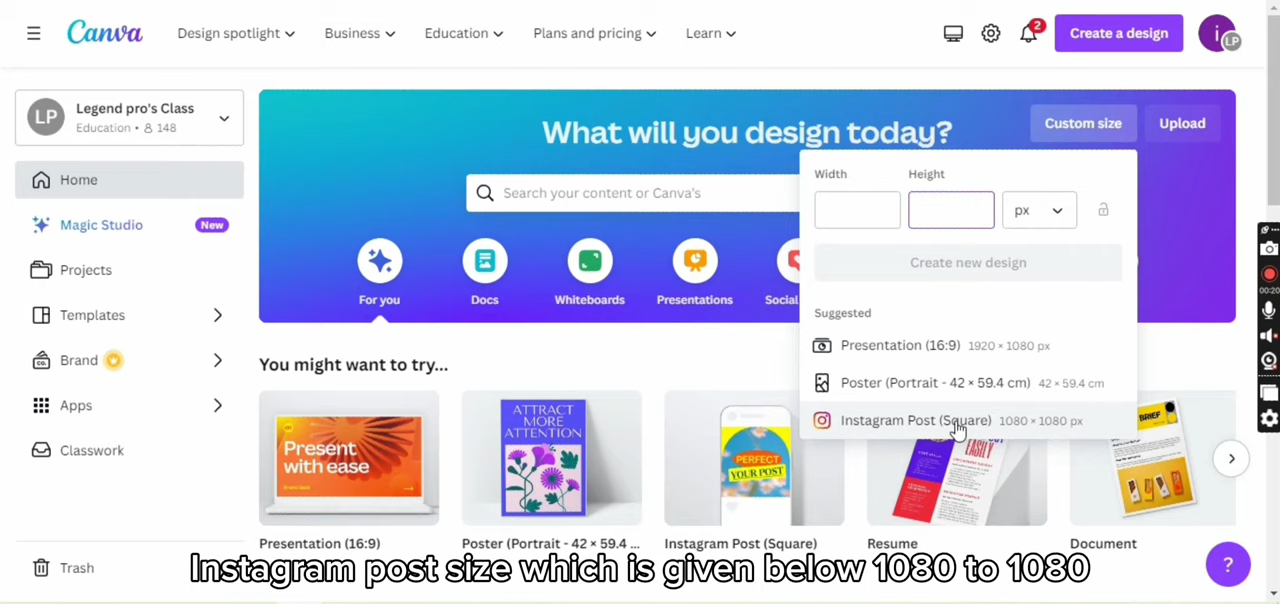 Canva
Design spotlight
Business
Education
Plans and pricing
Learn
2
Create a design
i
LP
LP
Legend pro's Class
Education • 148
Home
Magic Studio
New
Projects
Templates
Brand
Apps
Classwork
Trash
What will you design today?
Custom size
Upload
Search your content or Canva's
For you
Docs
Whiteboards
Presentations
Social
Width
Height
px
Create new design
Suggested
Presentation (16:9) 1920 × 1080 px
Poster (Portrait - 42 × 59.4 cm) 42 × 59.4 cm
Instagram Post (Square) 1080 × 1080 px
You might want to try...
Present
with ease
ATTRACT
MORE
ATTENTION
PERFECT
YOUR POST
EASILY
BRIEF
Presentation (16:9)
Poster (Portrait - 42 × 59.4 ...
Instagram Post (Square)
Resume
Document
?
00:20
Instagram post size which is given below 1080 to 1080